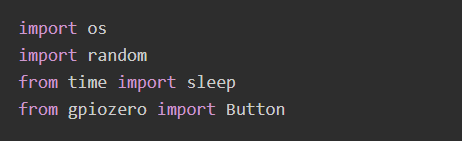 import os
import random
from time import sleep
from gpiozero import Button